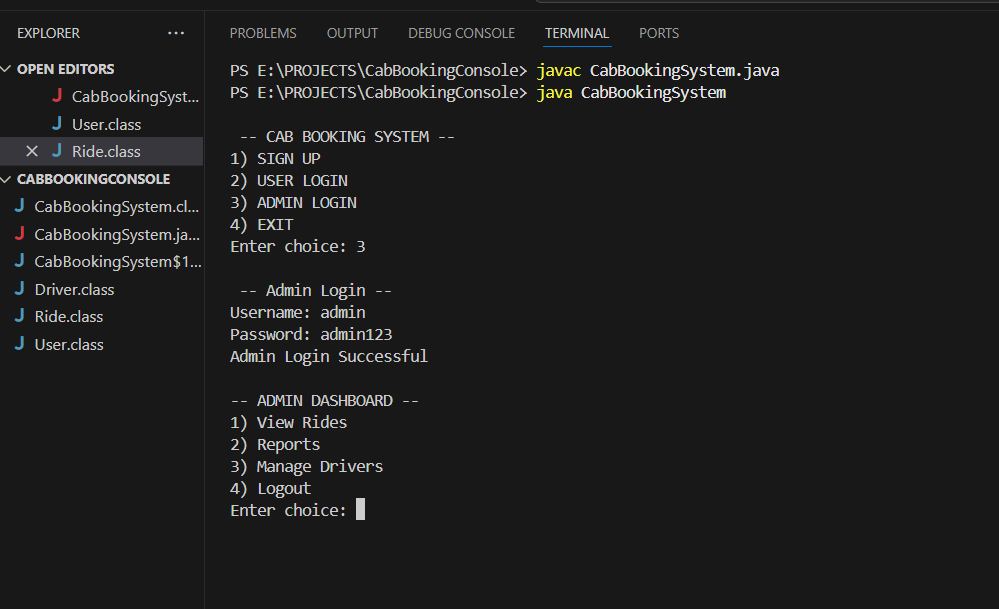 EXPLORER ...
OPEN EDITORS
J CabBookingSyst...
J User.class
J Ride.class
CABBOOKINGCONSOLE
J CabBookingSystem.cl...
J CabBookingSystem.ja...
J CabBookingSystem$1...
J Driver.class
J Ride.class
J User.class
PROBLEMS OUTPUT DEBUG CONSOLE TERMINAL PORTS
PS E:\PROJECTS\CabBookingConsole> javac CabBookingSystem.java
PS E:\PROJECTS\CabBookingConsole> java CabBookingSystem
-- CAB BOOKING SYSTEM --
1) SIGN UP
2) USER LOGIN
3) ADMIN LOGIN
4) EXIT
Enter choice: 3
-- Admin Login --
Username: admin
Password: admin123
Admin Login Successful
-- ADMIN DASHBOARD --
1) View Rides
2) Reports
3) Manage Drivers
4) Logout
Enter choice: